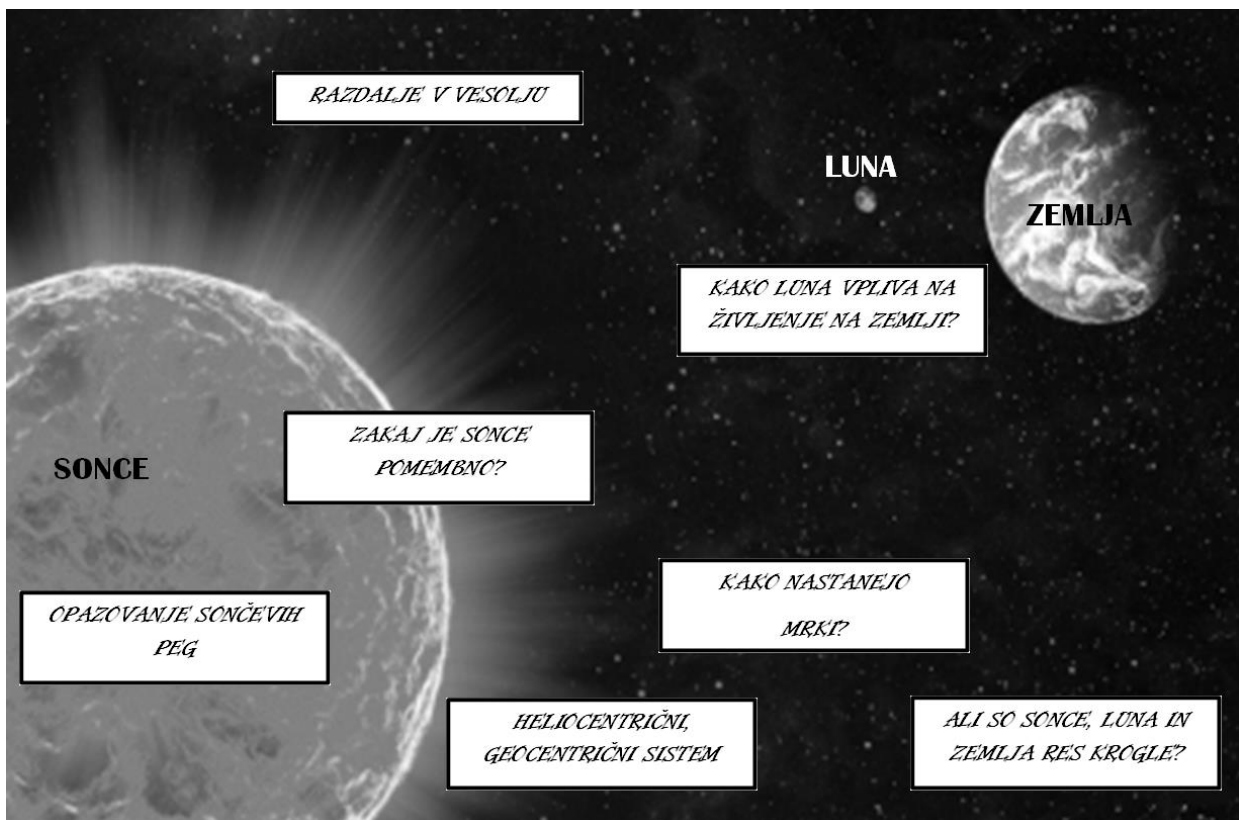 RAZDALJE V VESOLJU
LUNA
ZEMLJA
KAKO LUNA VPLIVA NA
ŽIVLJENJE NA ZEMLJI?
ZAKAJ JE SONCE
POMEMBNO?
SONCE
KAKO NASTANEJO
MRKI?
OPAZOVANJE SONČEVIH
PEG
HELIOCENTRIČNI,
GEOCENTRIČNI SISTEM
ALI SO SONCE, LUNA IN
ZEMLJA RES KROGLE?